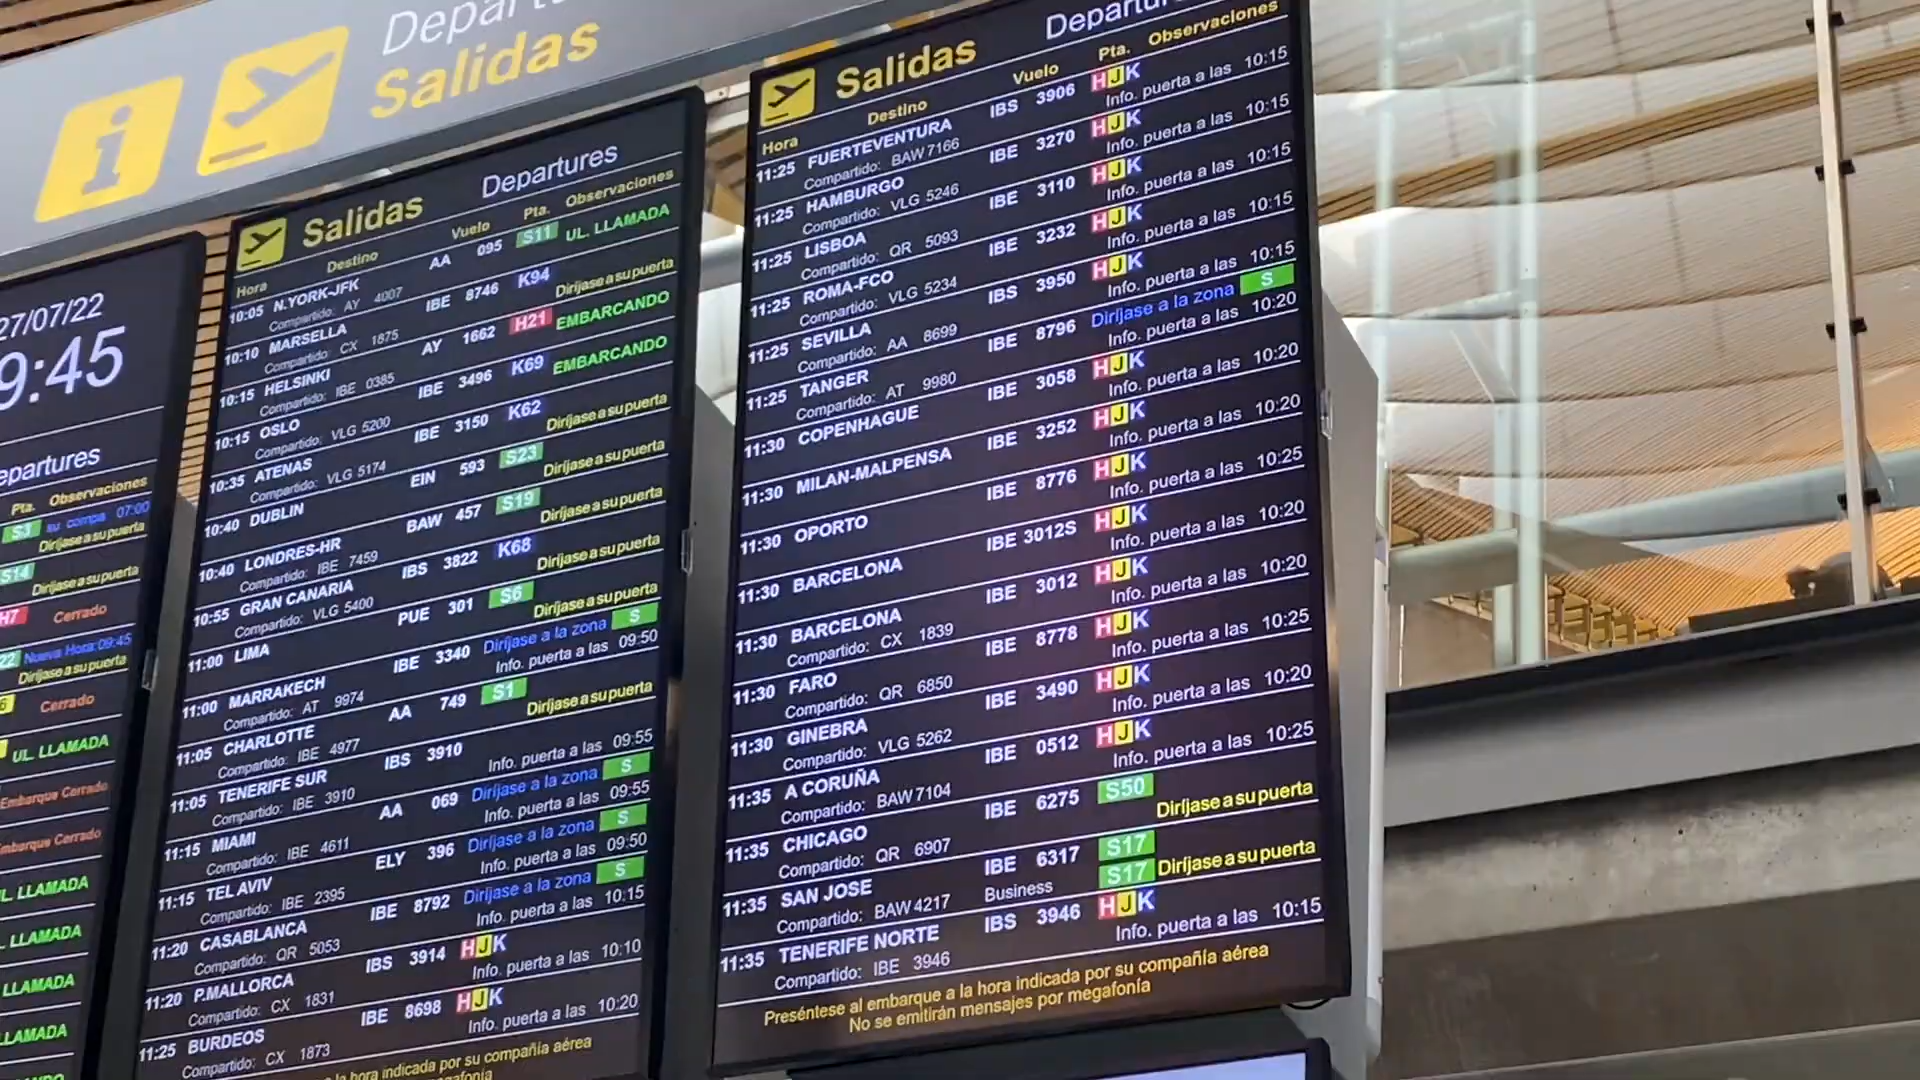 Salidas
27/07/22
9:45
epartures
Pta. Observaciones
S3 su compa 07:00
Diríjase a su puerta
S14
Diríjase a su puerta
H7 Cerrado
22 Nueva Hora:09:45
Diríjase a su puerta
6 Cerrado
UL. LLAMADA
Embarque Cerrado
Embarque Cerrado
UL. LLAMADA
LLAMADA
LLAMADA
LLAMADA
Salidas Departures
Hora Destino Vuelo Pta. Observaciones
10:05 N.YORK-JFK AA 095 S11 UL. LLAMADA
Compartido: AY 4007
10:10 MARSELLA IBE 8746 K94 Diríjase a su puerta
Compartido: CX 1875
10:15 HELSINKI AY 1662 H21 EMBARCANDO
Compartido: IBE 0385
10:15 OSLO IBE 3496 K69 EMBARCANDO
Compartido: VLG 5200
10:35 ATENAS IBE 3150 K62 Diríjase a su puerta
Compartido: VLG 5174
10:40 DUBLIN EIN 593 S23 Diríjase a su puerta
10:40 LONDRES-HR BAW 457 S19 Diríjase a su puerta
Compartido: IBE 7459
10:55 GRAN CANARIA IBS 3822 K68 Diríjase a su puerta
Compartido: VLG 5400
11:00 LIMA PUE 301 S6 Diríjase a su puerta
11:00 MARRAKECH IBE 3340 Diríjase a la zona S
Compartido: AT 9974 Info. puerta a las 09:50
11:05 CHARLOTTE AA 749 S1 Diríjase a su puerta
Compartido: IBE 4977
11:05 TENERIFE SUR IBS 3910 Info. puerta a las 09:55
Compartido: IBE 3910
11:15 MIAMI AA 069 Diríjase a la zona S
Compartido: IBE 4611 Info. puerta a las 09:55
11:15 TEL AVIV ELY 396 Diríjase a la zona S
Compartido: IBE 2395 Info. puerta a las 09:50
11:20 CASABLANCA IBE 8792 Diríjase a la zona S
Compartido: QR 5053 Info. puerta a las 10:15
11:20 P.MALLORCA IBS 3914 HJK
Compartido: CX 1831 Info. puerta a las 10:10
11:25 BURDEOS IBE 8698 HJK
Compartido: CX 1873 Info. puerta a las 10:20
la hora indicada por su compañía aérea
Salidas
Hora Destino Vuelo Pta. Observaciones
11:25 FUERTEVENTURA IBS 3906 HJK
Compartido: BAW 7166 Info. puerta a las 10:15
11:25 HAMBURGO IBE 3270 HJK
Compartido: VLG 5246 Info. puerta a las 10:15
11:25 LISBOA IBE 3110 HJK
Compartido: QR 5093 Info. puerta a las 10:15
11:25 ROMA-FCO IBE 3232 HJK
Compartido: VLG 5234 Info. puerta a las 10:15
11:25 SEVILLA IBS 3950 HJK
Compartido: AA 8699 Info. puerta a las 10:15
11:25 TANGER IBE 8796 Diríjase a la zona S
Compartido: AT 9980 Info. puerta a las 10:20
11:30 COPENHAGUE IBE 3058 HJK
Info. puerta a las 10:20
11:30 MILAN-MALPENSA IBE 3252 HJK
Info. puerta a las 10:20
11:30 OPORTO IBE 8776 HJK
Info. puerta a las 10:25
11:30 BARCELONA IBE 3012S HJK
Info. puerta a las 10:20
11:30 BARCELONA IBE 3012 HJK
Compartido: CX 1839 Info. puerta a las 10:20
11:30 FARO IBE 8778 HJK
Compartido: QR 6850 Info. puerta a las 10:25
11:30 GINEBRA IBE 3490 HJK
Compartido: VLG 5262 Info. puerta a las 10:20
11:35 A CORUÑA IBE 0512 HJK
Compartido: BAW 7104 Info. puerta a las 10:25
11:35 CHICAGO IBE 6275 S50
Compartido: QR 6907 Diríjase a su puerta
11:35 SAN JOSE IBE 6317 S17
Compartido: BAW 4217 Business S17 Diríjase a su puerta
11:35 TENERIFE NORTE IBS 3946 HJK
Compartido: IBE 3946 Info. puerta a las 10:15
Preséntese al embarque a la hora indicada por su compañía aérea
No se emitirán mensajes por megafonía